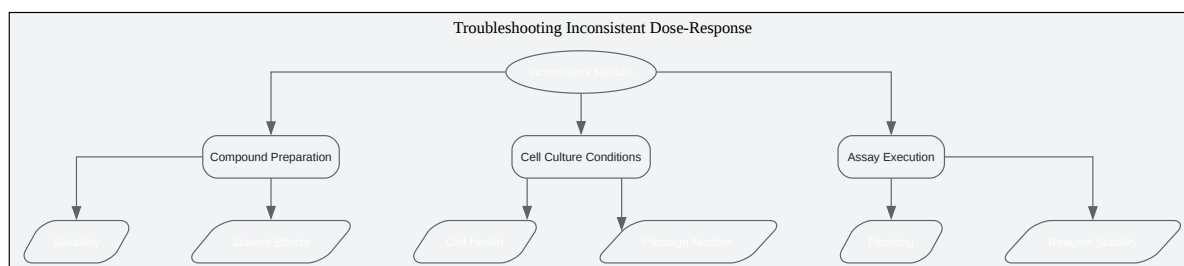 Troubleshooting Inconsistent Dose-Response
Inconsistent Results
Compound Preparation
Cell Culture Conditions
Assay Execution
Solubility
Solvent Effects
Cell Health
Passage Number
Pipetting
Reagent Stability